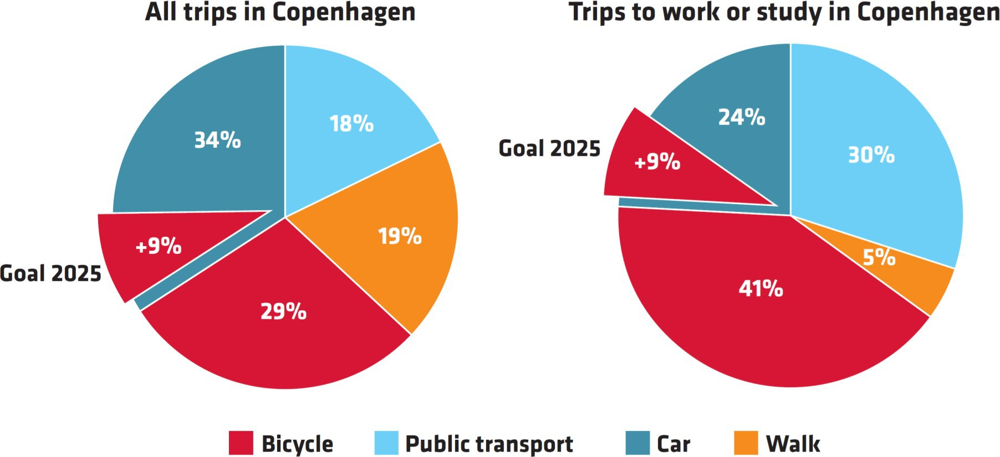 All trips in Copenhagen
18%
34%
19%
+9%
Goal 2025
29%
Trips to work or study in Copenhagen
24%
30%
Goal 2025
+9%
5%
41%
Bicycle
Public transport
Car
Walk